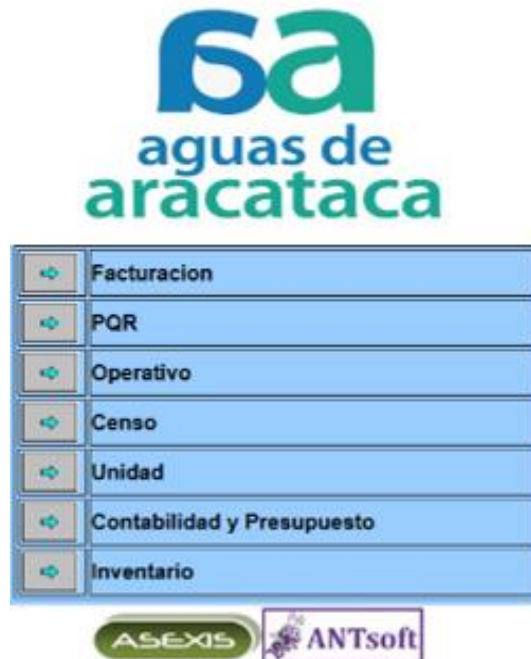 aguas de
aracataca
Facturacion
PQR
Operativo
Censo
Unidad
Contabilidad y Presupuesto
Inventario
ASEXIS ANTsoft